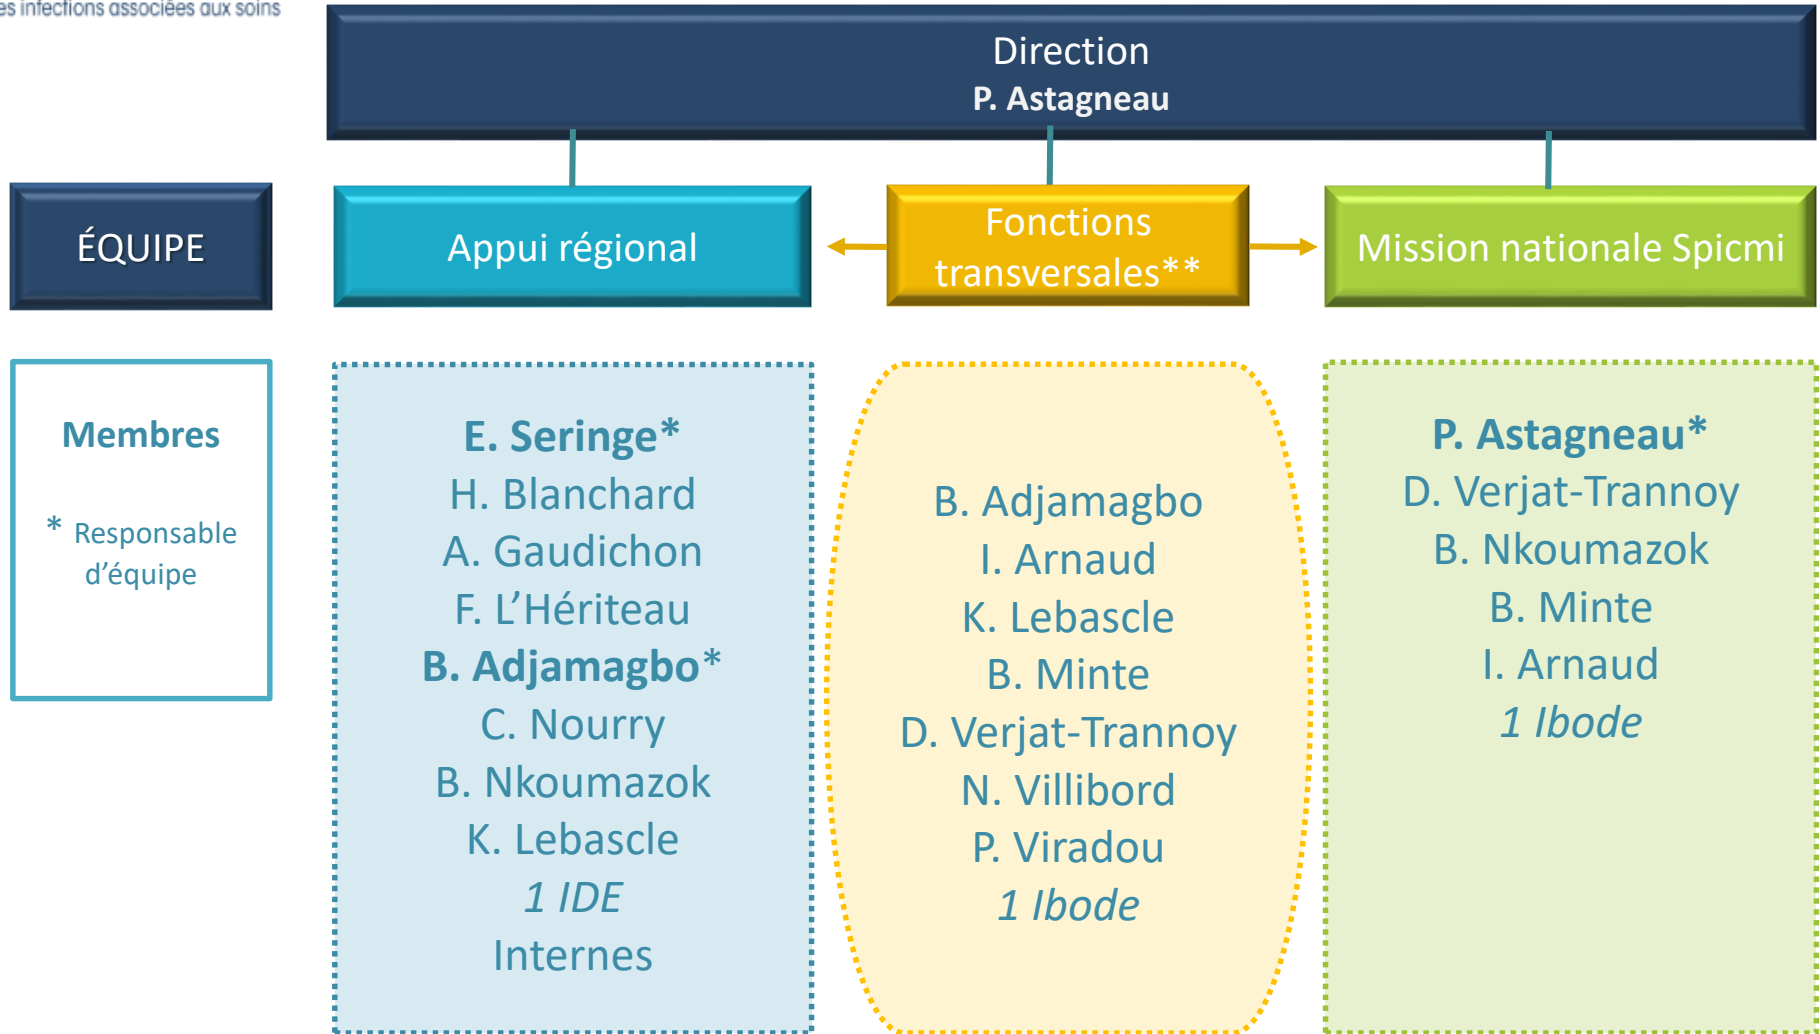 es infections associées aux soins
Direction
P. Astagneau
ÉQUIPE
Appui régional
Fonctions
transversales**
Mission nationale Spicmi
Membres
* Responsable
d'équipe
E. Seringe*
H. Blanchard
A. Gaudichon
F. L'Hériteau
B. Adjamagbo*
C. Nourry
B. Nkoumazok
K. Lebascle
1 IDE
Internes
B. Adjamagbo
I. Arnaud
K. Lebascle
B. Minte
D. Verjat-Trannoy
N. Villibord
P. Viradou
1 Ibode
P. Astagneau*
D. Verjat-Trannoy
B. Nkoumazok
B. Minte
I. Arnaud
1 Ibode